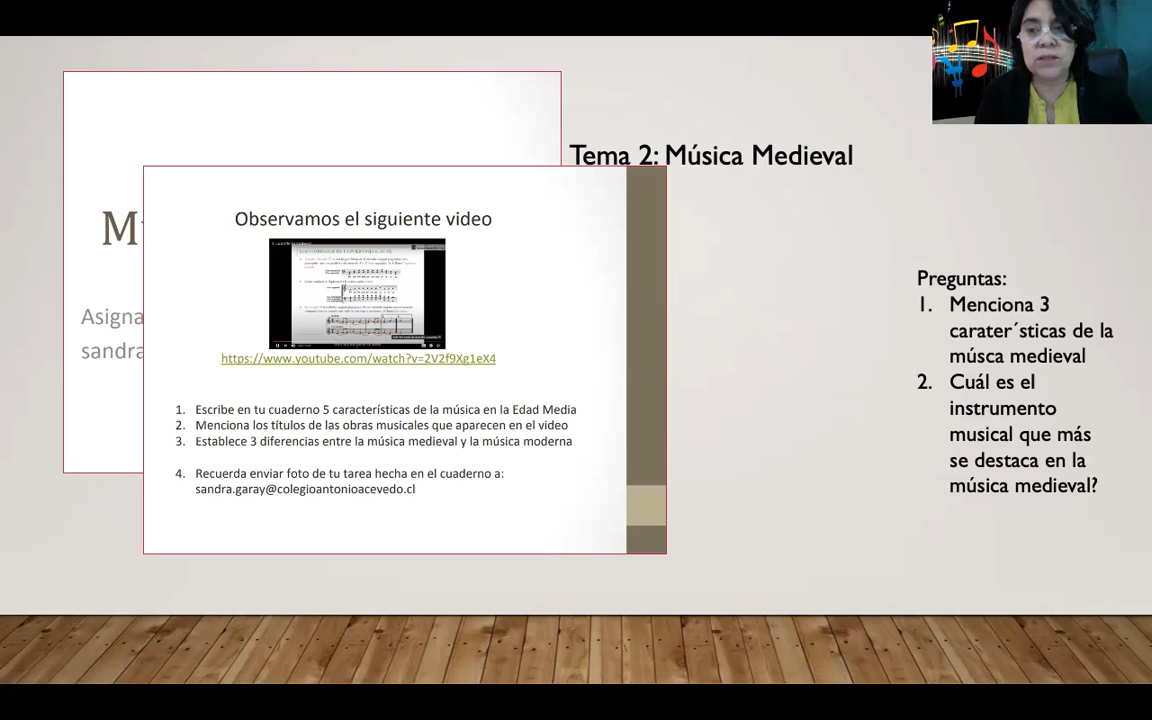 Tema 2: Música Medieval
M
Asigna
sandra
Observamos el siguiente video
https://www.youtube.com/watch?v=2V2f9Xg1eX4
1. Escribe en tu cuaderno 5 características de la música en la Edad Media
2. Menciona los títulos de las obras musicales que aparecen en el video
3. Establece 3 diferencias entre la música medieval y la música moderna
4. Recuerda enviar foto de tu tarea hecha en el cuaderno a:
sandra.garay@colegioantonioacevedo.cl
Preguntas:
1. Menciona 3
carater´sticas de la
músca medieval
2. Cuál es el
instrumento
musical que más
se destaca en la
música medieval?